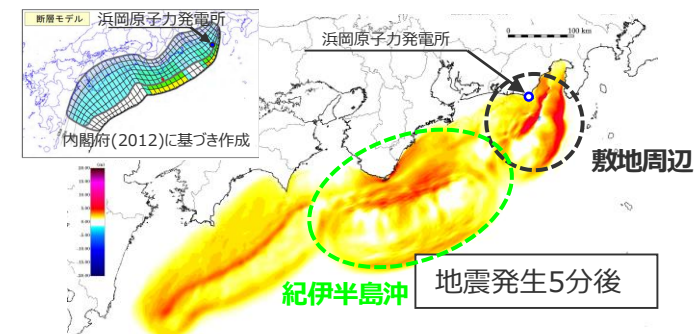 断層モデル
浜岡原子力発電所
内閣府(2012)に基づき作成
浜岡原子力発電所
0 100 km
敷地周辺
紀伊半島沖
地震発生5分後